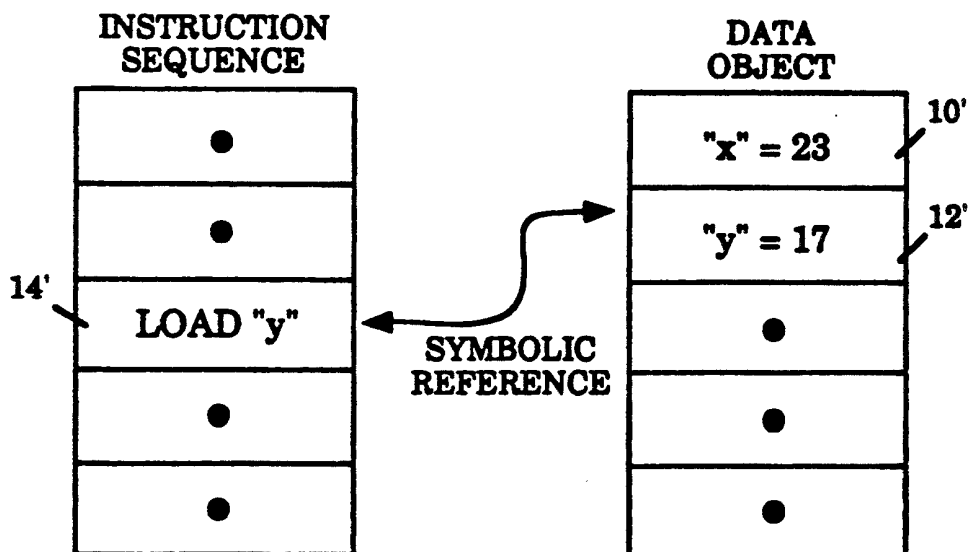 INSTRUCTION
SEQUENCE
DATA
OBJECT
10'
"x" = 23
12'
"y" = 17
14'
LOAD "y"
SYMBOLIC
REFERENCE